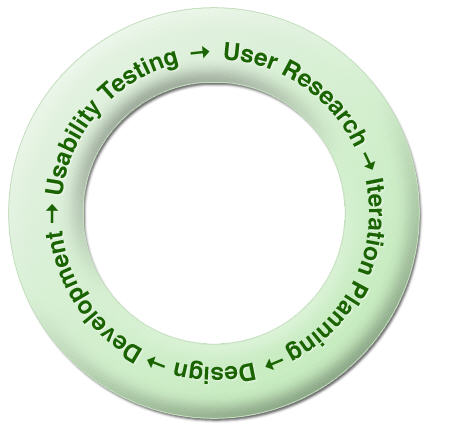 User Research → Iteration Planning → Design → Development → Usability Testing →